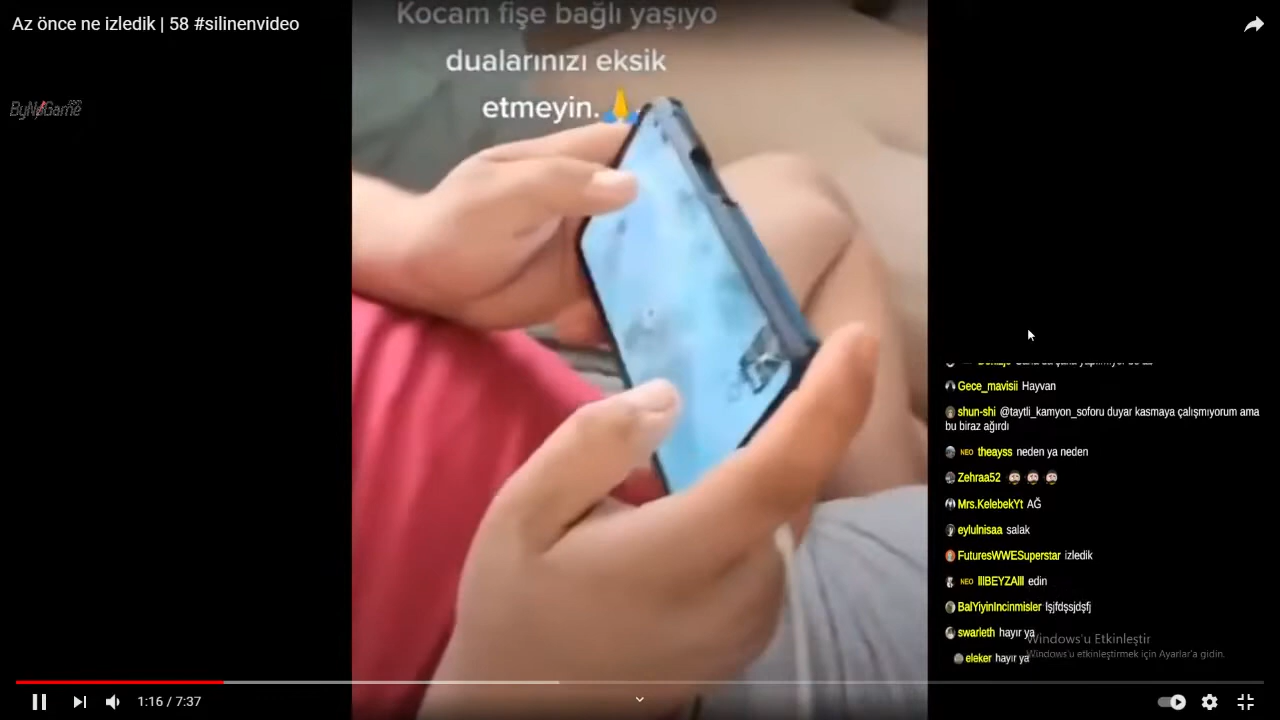 Az önce ne izledik | 58 #silinenvideo
ByNoGame
Kocam fişe bağlı yaşıyo
dualarınızı eksik
etmeyin.🙏
Gece_mavisii Hayvan
shun-shi @taytli_kamyon_soforu duyar kasmaya çalışmıyorum ama
bu biraz ağırdı
NEO theayss neden ya neden
Zehraa52
Mrs.KelebekYt AĞ
eylulnisaa salak
FuturesWWESuperstar izledik
NEO lllBEYZAlll edin
BalYiyinIncinmisler lşjfdşsjdşfj
swarleth hayır ya
eleker hayır ya
Windows'u Etkinleştir
Windows'u etkinleştirmek için Ayarlar'a gidin.
1:16 / 7:37